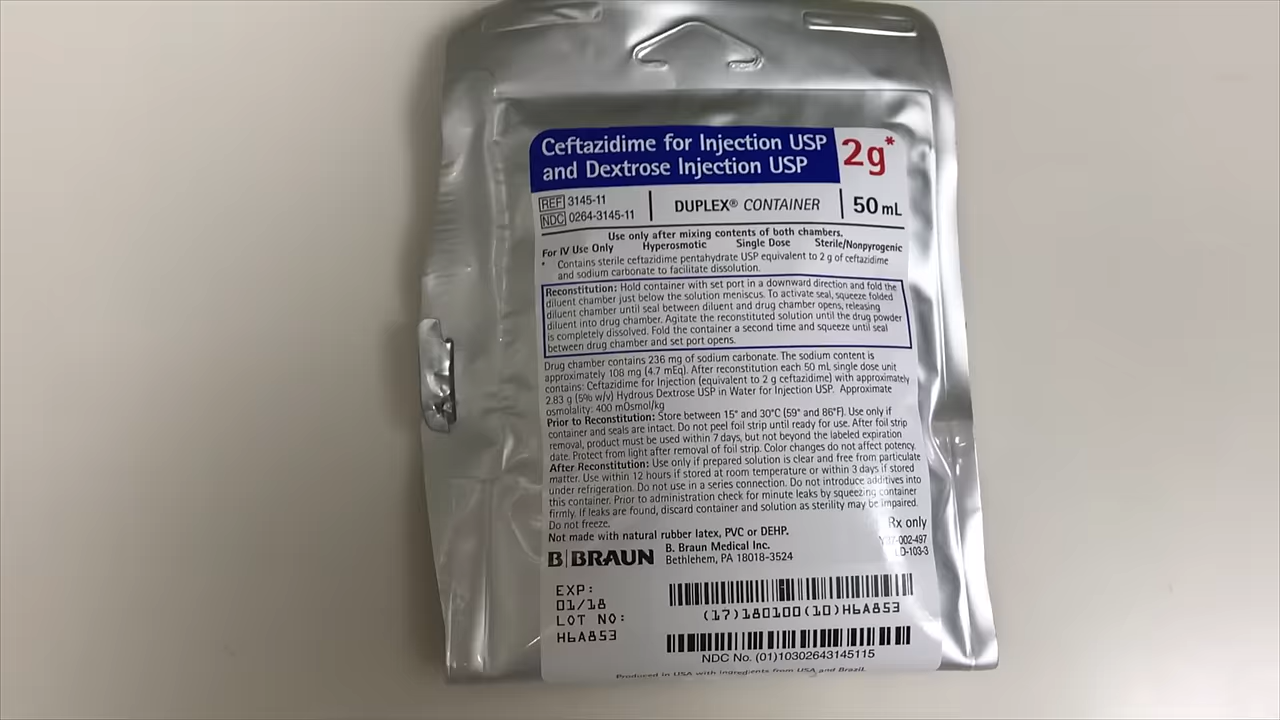 Ceftazidime for Injection USP
and Dextrose Injection USP
2g*
REF 3145-11
NDC 0264-3145-11
DUPLEX® CONTAINER
50 mL
Use only after mixing contents of both chambers.
For IV Use Only Hyperosmotic Single Dose Sterile/Nonpyrogenic
* Contains sterile ceftazidime pentahydrate USP equivalent to 2 g of ceftazidime
and sodium carbonate to facilitate dissolution.
Reconstitution: Hold container with set port in a downward direction and fold the
diluent chamber just below the solution meniscus. To activate seal, squeeze folded
diluent chamber until seal between diluent and drug chamber opens, releasing
diluent into drug chamber. Agitate the reconstituted solution until the drug powder
is completely dissolved. Fold the container a second time and squeeze until seal
between drug chamber and set port opens.
Drug chamber contains 236 mg of sodium carbonate. The sodium content is
approximately 108 mg (4.7 mEq). After reconstitution each 50 mL single dose unit
contains: Ceftazidime for Injection (equivalent to 2 g ceftazidime) with approximately
2.83 g (5% w/v) Hydrous Dextrose USP in Water for Injection USP. Approximate
osmolality: 400 mOsmol/kg
Prior to Reconstitution: Store between 15° and 30°C (59° and 86°F). Use only if
container and seals are intact. Do not peel foil strip until ready for use. After foil strip
removal, product must be used within 7 days, but not beyond the labeled expiration
date. Protect from light after removal of foil strip. Color changes do not affect potency.
After Reconstitution: Use only if prepared solution is clear and free from particulate
matter. Use within 12 hours if stored at room temperature or within 3 days if stored
under refrigeration. Do not use in a series connection. Do not introduce additives into
this container. Prior to administration check for minute leaks by squeezing container
firmly. If leaks are found, discard container and solution as sterility may be impaired.
Do not freeze.
Not made with natural rubber latex, PVC or DEHP.
Rx only
B|BRAUN
B. Braun Medical Inc.
Bethlehem, PA 18018-3524
EXP:
01/18
LOT NO:
H6A853
(17)180100(10)H6A853
NDC No. (01)10302643145115
Produced in USA with ingredients from USA and Brazil.